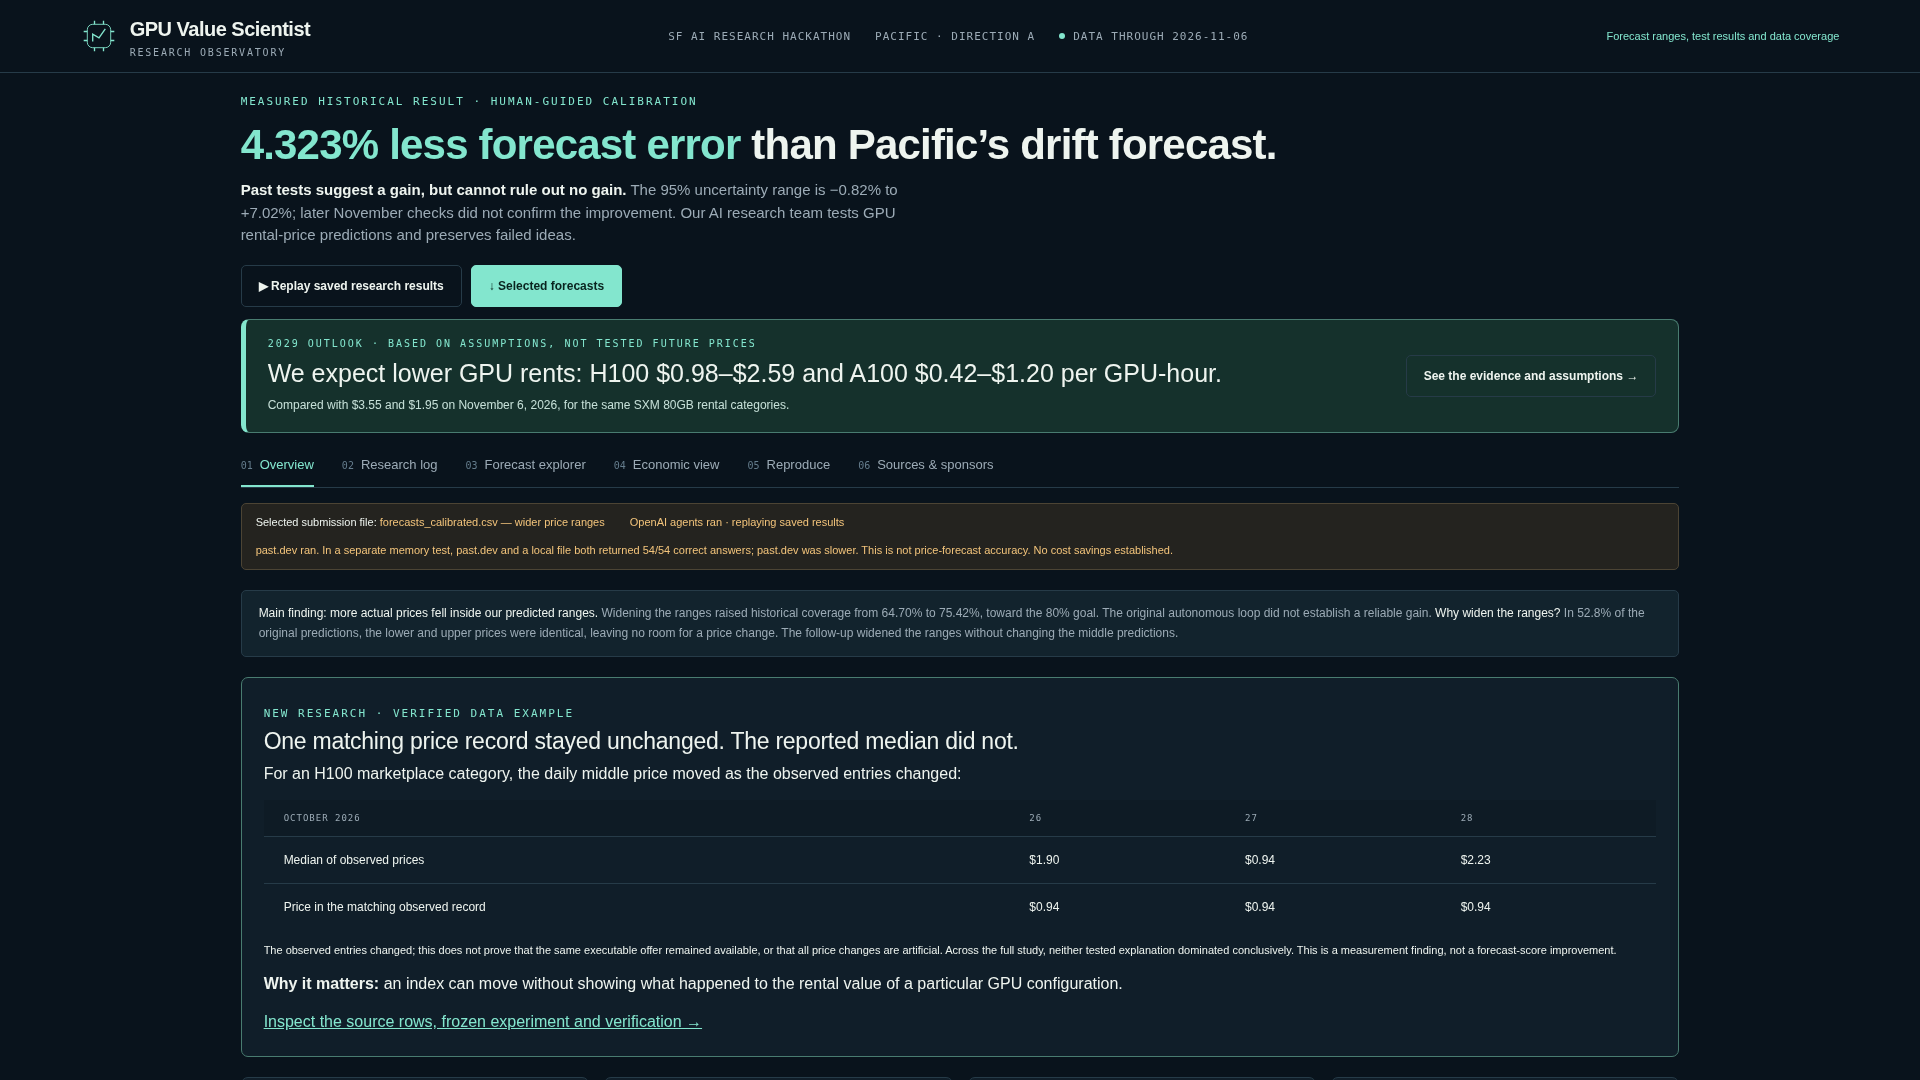 GPU Value Scientist
RESEARCH OBSERVATORY
SF AI RESEARCH HACKATHON
PACIFIC · DIRECTION A
DATA THROUGH 2026-11-06
Forecast ranges, test results and data coverage
MEASURED HISTORICAL RESULT · HUMAN-GUIDED CALIBRATION
4.323% less forecast error than Pacific’s drift forecast.
Past tests suggest a gain, but cannot rule out no gain. The 95% uncertainty range is −0.82% to
+7.02%; later November checks did not confirm the improvement. Our AI research team tests GPU
rental-price predictions and preserves failed ideas.
▶ Replay saved research results
↓ Selected forecasts
2029 OUTLOOK · BASED ON ASSUMPTIONS, NOT TESTED FUTURE PRICES
We expect lower GPU rents: H100 $0.98–$2.59 and A100 $0.42–$1.20 per GPU-hour.
Compared with $3.55 and $1.95 on November 6, 2026, for the same SXM 80GB rental categories.
See the evidence and assumptions →
01 Overview
02 Research log
03 Forecast explorer
04 Economic view
05 Reproduce
06 Sources & sponsors
Selected submission file: forecasts_calibrated.csv — wider price ranges
OpenAI agents ran · replaying saved results
past.dev ran. In a separate memory test, past.dev and a local file both returned 54/54 correct answers; past.dev was slower. This is not price-forecast accuracy. No cost savings established.
Main finding: more actual prices fell inside our predicted ranges. Widening the ranges raised historical coverage from 64.70% to 75.42%, toward the 80% goal. The original autonomous loop did not establish a reliable gain. Why widen the ranges? In 52.8% of the
original predictions, the lower and upper prices were identical, leaving no room for a price change. The follow-up widened the ranges without changing the middle predictions.
NEW RESEARCH · VERIFIED DATA EXAMPLE
One matching price record stayed unchanged. The reported median did not.
For an H100 marketplace category, the daily middle price moved as the observed entries changed:
OCTOBER 2026 26 27 28
Median of observed prices $1.90 $0.94 $2.23
Price in the matching observed record $0.94 $0.94 $0.94
The observed entries changed; this does not prove that the same executable offer remained available, or that all price changes are artificial. Across the full study, neither tested explanation dominated conclusively. This is a measurement finding, not a forecast-score improvement.
Why it matters: an index can move without showing what happened to the rental value of a particular GPU configuration.
Inspect the source rows, frozen experiment and verification →